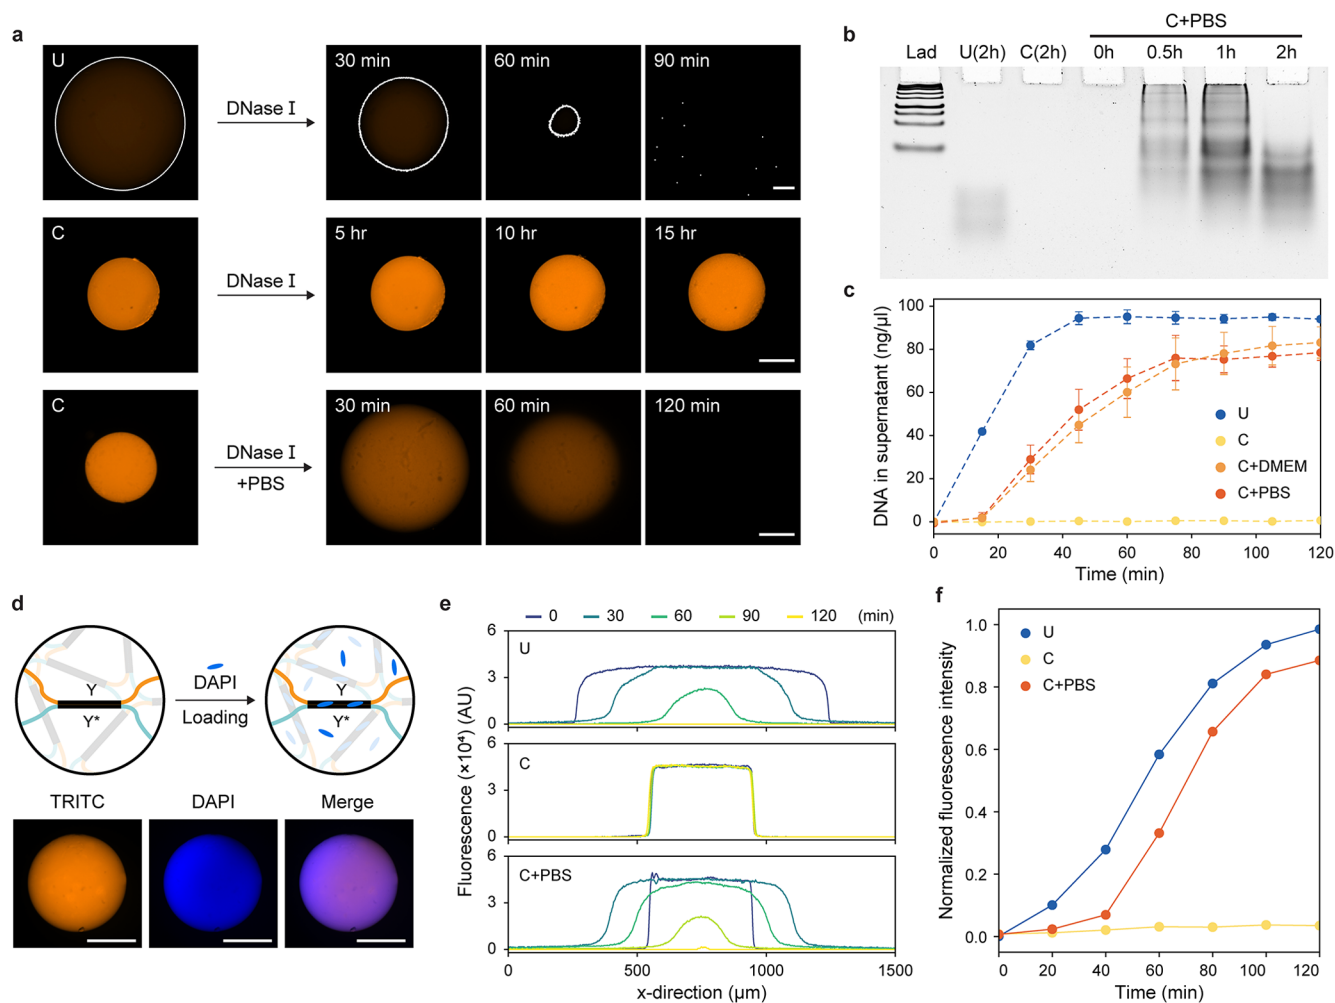 a
U
DNase I
30 min
60 min
90 min
C
DNase I
5 hr
10 hr
15 hr
C
DNase I
+PBS
30 min
60 min
120 min
b
C+PBS
Lad
U(2h)
C(2h)
0h
0.5h
1h
2h
c
DNA in supernatant (ng/µl)
100
80
60
40
20
0
U
C
C+DMEM
C+PBS
0
20
40
60
80
100
120
Time (min)
d
Y
Y*
DAPI
Loading
Y
Y*
TRITC
DAPI
Merge
e
0
30
60
90
120
(min)
Fluorescence (×10⁴) (AU)
6
3
0
U
6
3
0
C
6
3
0
C+PBS
0
500
1000
1500
x-direction (µm)
f
Normalized fluorescence intensity
1.0
0.8
0.6
0.4
0.2
0.0
U
C
C+PBS
0
20
40
60
80
100
120
Time (min)